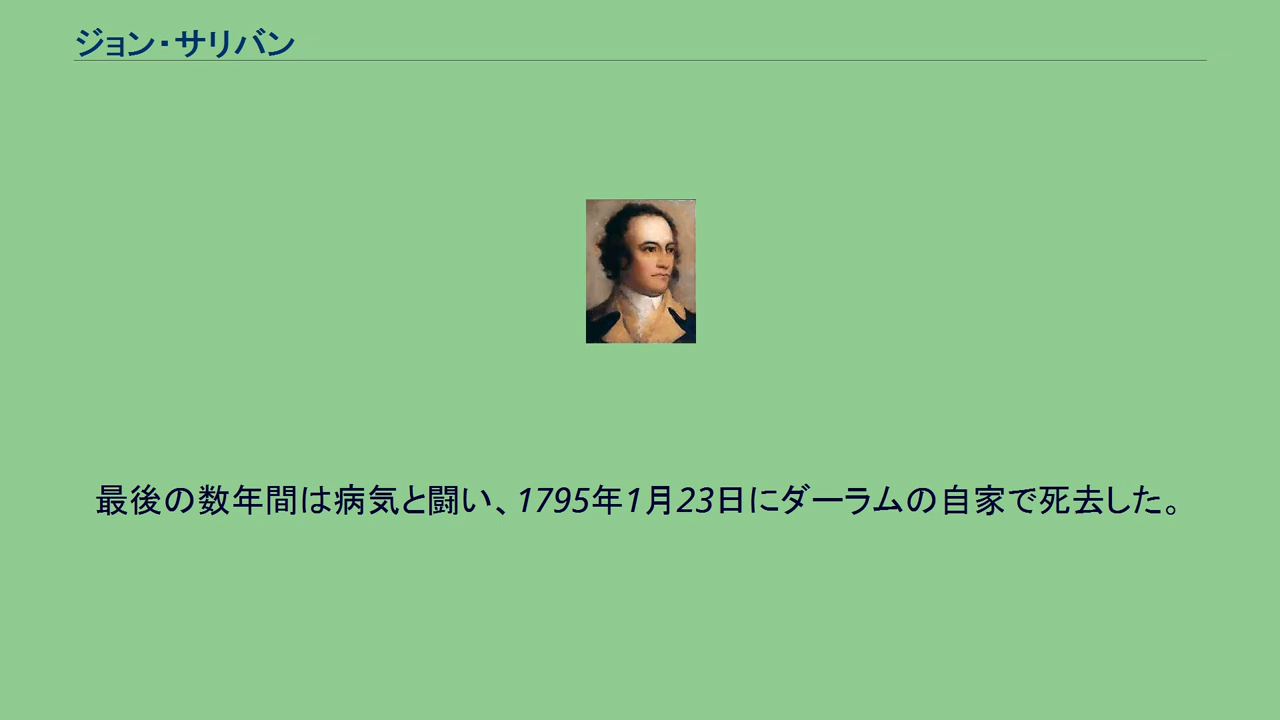 ジョン・サリバン
最後の数年間は病気と闘い、1795年1月23日にダーラムの自家で死去した。